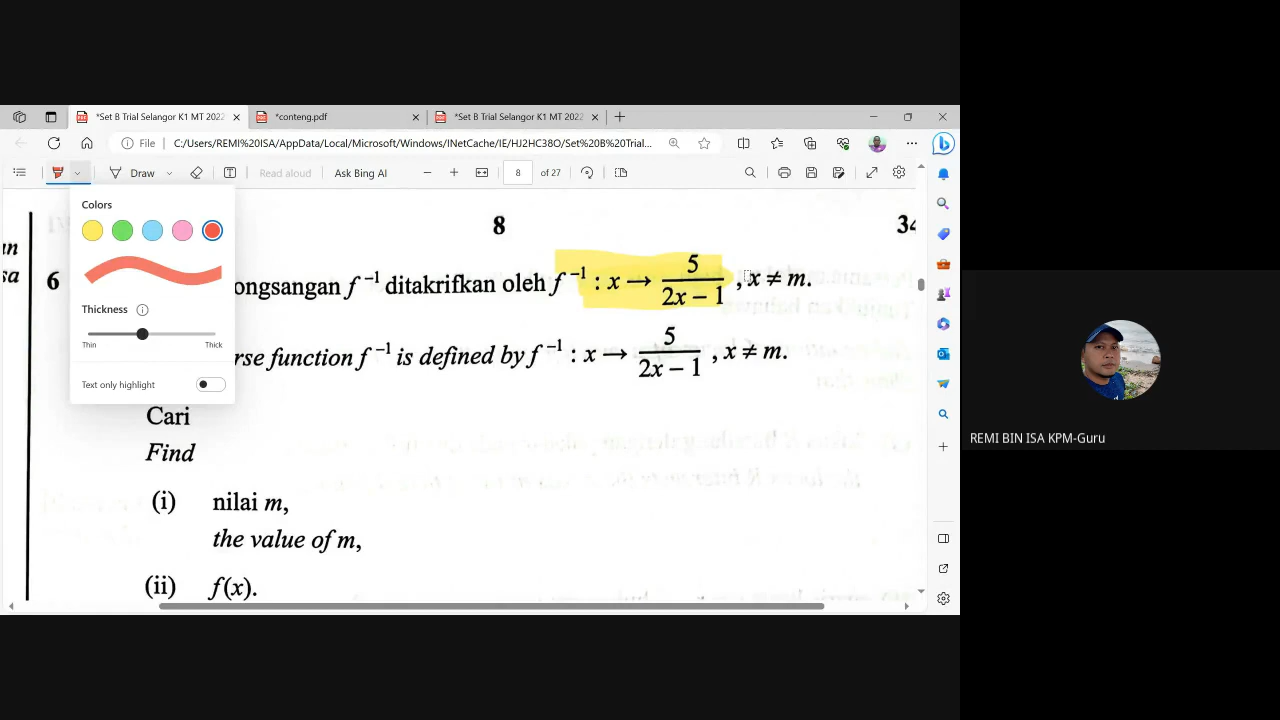 *Set B Trial Selangor K1 MT 2022
*conteng.pdf
*Set B Trial Selangor K1 MT 2022
File
C:/Users/REMI%20ISA/AppData/Local/Microsoft/Windows/INetCache/IE/HJ2HC38O/Set%20B%20Trial...
Draw
Read aloud
Ask Bing AI
8
of 27
Colors
Thickness
Thin
Thick
Text only highlight
8
34
sa
6
ongsangan f⁻¹ ditakrifkan oleh f⁻¹ : x → 5/(2x − 1) , x ≠ m.
rse function f⁻¹ is defined by f⁻¹ : x → 5/(2x − 1) , x ≠ m.
Cari
Find
(i) nilai m,
the value of m,
(ii) f(x).
REMI BIN ISA KPM-Guru